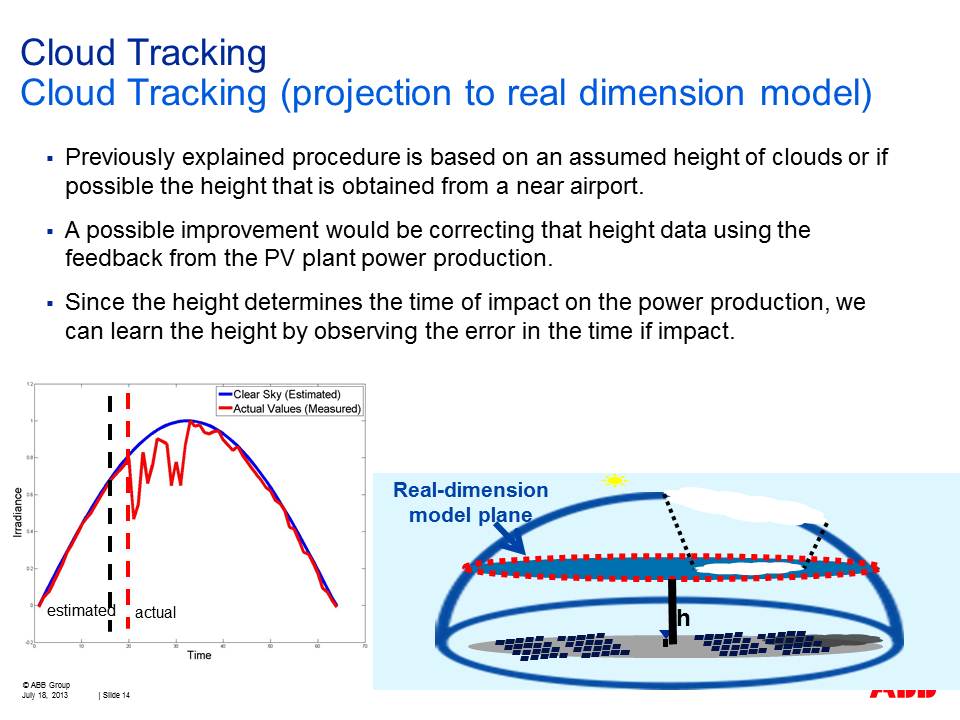 Cloud Tracking
Cloud Tracking (projection to real dimension model)
▪ Previously explained procedure is based on an assumed height of clouds or if
possible the height that is obtained from a near airport.
▪ A possible improvement would be correcting that height data using the
feedback from the PV plant power production.
▪ Since the height determines the time of impact on the power production, we
can learn the height by observing the error in the time if impact.
1.2
1
0.8
0.6
0.4
0.2
0
-0.2
Irradiance
Clear Sky (Estimated)
Actual Values (Measured)
estimated
actual
0 10 20 30 40 50 60 70
Time
Real-dimension
model plane
h
© ABB Group
July 18, 2013 | Slide 14
ABB